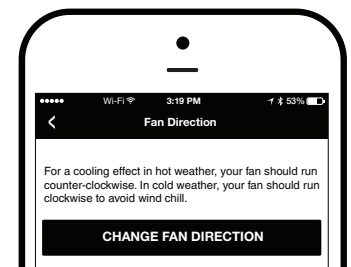 Wi-Fi 3:19 PM 53%
Fan Direction
For a cooling effect in hot weather, your fan should run
counter-clockwise. In cold weather, your fan should run
clockwise to avoid wind chill.
CHANGE FAN DIRECTION